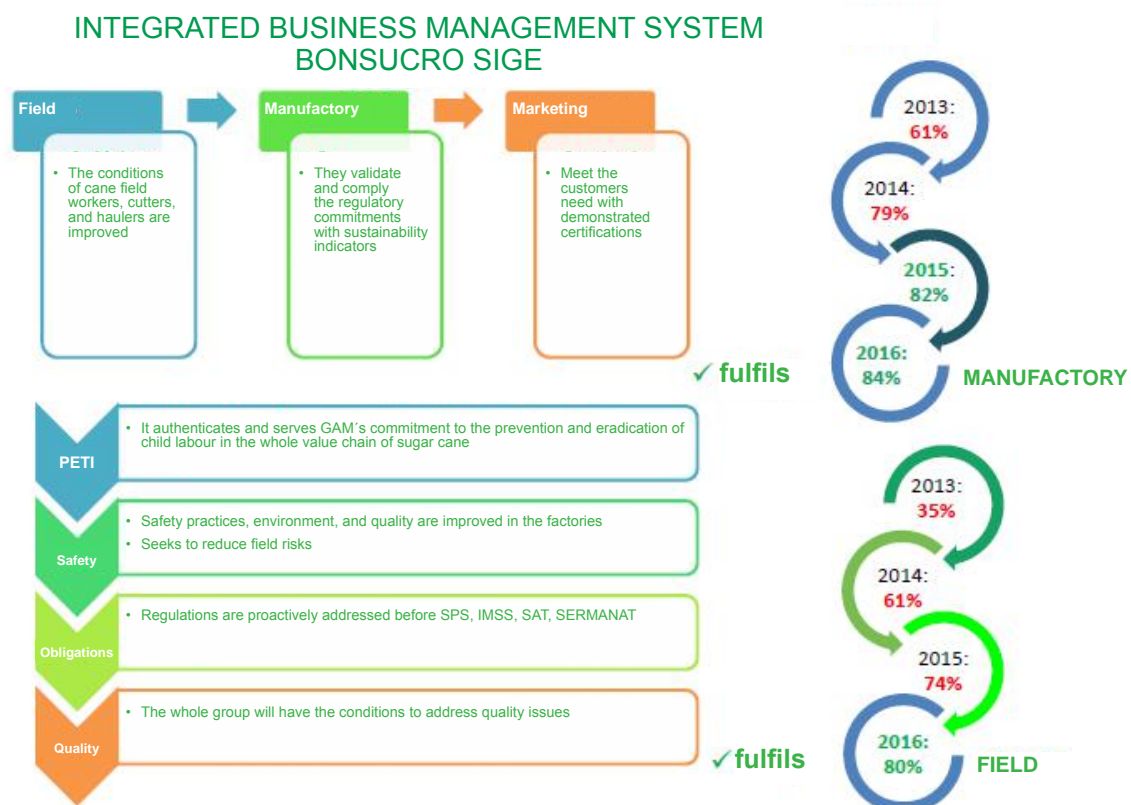 INTEGRATED BUSINESS MANAGEMENT SYSTEM
BONSUCRO SIGE
Field
• The conditions
of cane field
workers, cutters,
and haulers are
improved
Manufactory
• They validate
and comply
the regulatory
commitments
with sustainability
indicators
Marketing
• Meet the
customers
need with
demonstrated
certifications
2013:
61%
2014:
79%
2015:
82%
2016:
84%
✓ fulfils
MANUFACTORY
PETI
• It authenticates and serves GAM´s commitment to the prevention and eradication of
child labour in the whole value chain of sugar cane
Safety
• Safety practices, environment, and quality are improved in the factories
• Seeks to reduce field risks
Obligations
• Regulations are proactively addressed before SPS, IMSS, SAT, SERMANAT
Quality
• The whole group will have the conditions to address quality issues
2013:
35%
2014:
61%
2015:
74%
2016:
80%
✓ fulfils
FIELD